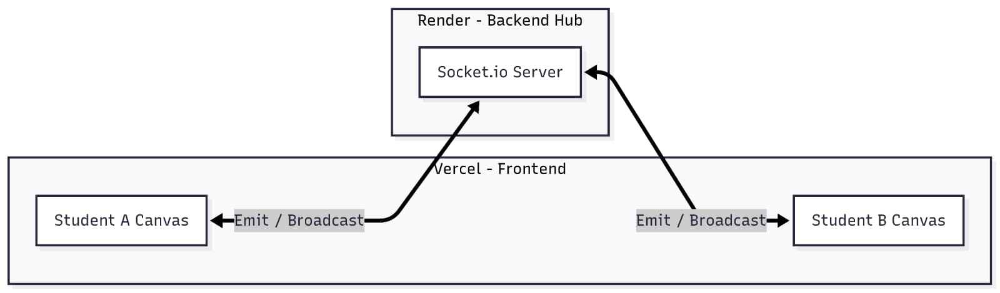 Render - Backend Hub
Socket.io Server
Vercel - Frontend
Student A Canvas
Emit / Broadcast
Emit / Broadcast
Student B Canvas